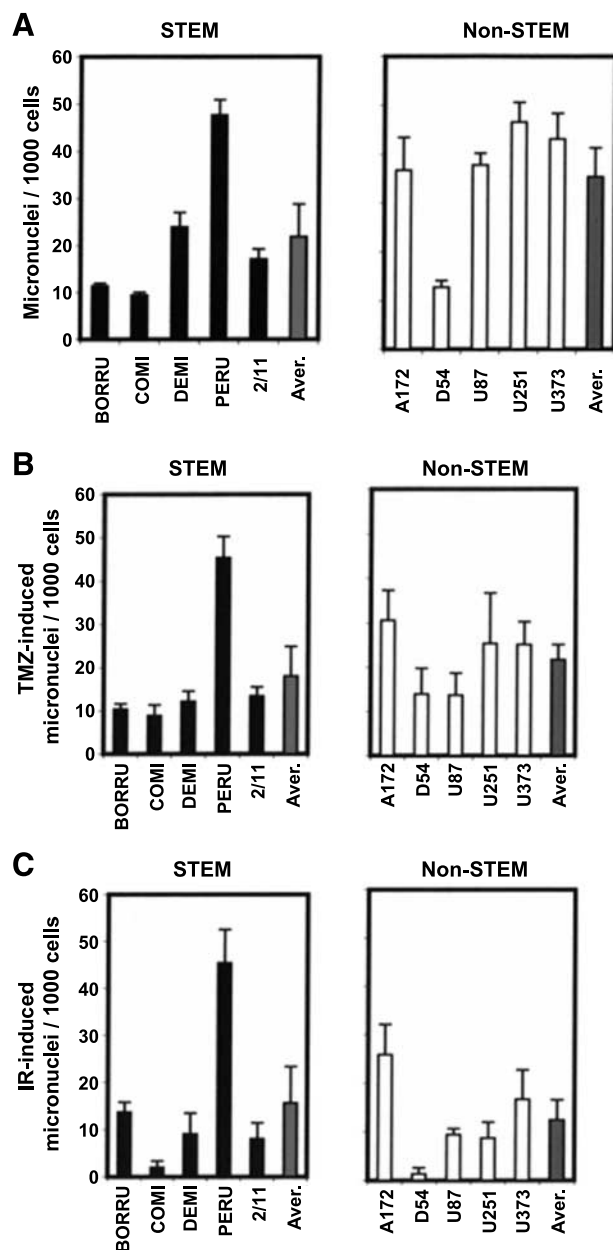 A
STEM
Non-STEM
Micronuclei / 1000 cells
60
50
40
30
20
10
0
BORRU
COMI
DEMI
PERU
2/11
Aver.
A172
D54
U87
U251
U373
Aver.
B
STEM
Non-STEM
TMZ-induced
micronuclei / 1000 cells
60
50
40
30
20
10
0
BORRU
COMI
DEMI
PERU
2/11
Aver.
A172
D54
U87
U251
U373
Aver.
C
STEM
Non-STEM
IR-induced
micronuclei / 1000 cells
60
50
40
30
20
10
0
BORRU
COMI
DEMI
PERU
2/11
Aver.
A172
D54
U87
U251
U373
Aver.